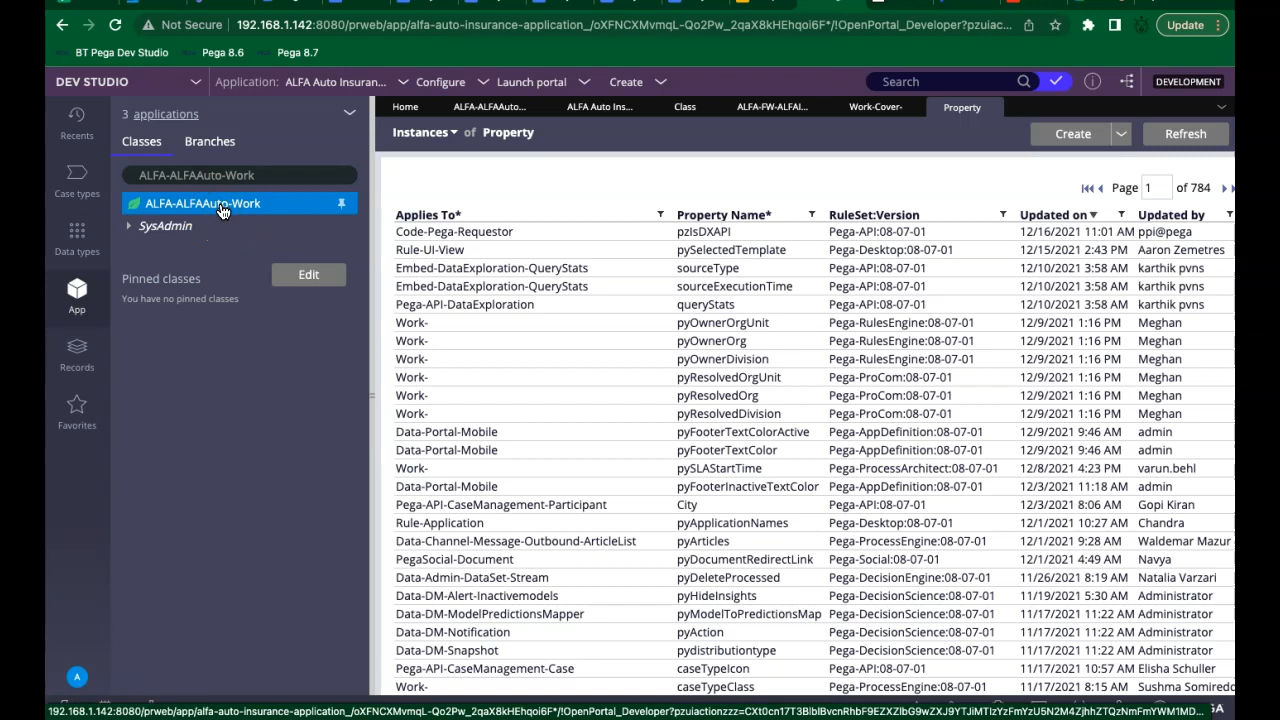 Not Secure 192.168.1.142:8080/prweb/app/alfa-auto-insurance-application_/oXFNCXMvmqL-Qo2Pw_2qaX8kHEhqoi6F*/!OpenPortal_Developer?pzuiac... Update
BT Pega Dev Studio Pega 8.6 Pega 8.7
DEV STUDIO Application: ALFA Auto Insuran... Configure Launch portal Create Search DEVELOPMENT
Recents
Case types
Data types
App
Records
Favorites
A
3 applications
Classes Branches
ALFA-ALFAAuto-Work
ALFA-ALFAAuto-Work
SysAdmin
Pinned classes Edit
You have no pinned classes
Home ALFA-ALFAAuto... ALFA Auto Ins... Class ALFA-FW-ALFAI... Work-Cover- Property
Instances of Property Create Refresh
Page 1 of 784
Applies To* Property Name* RuleSet:Version Updated on Updated by
Code-Pega-Requestor pzIsDXAPI Pega-API:08-07-01 12/16/2021 11:01 AM ppi@pega
Rule-UI-View pySelectedTemplate Pega-Desktop:08-07-01 12/15/2021 2:43 PM Aaron Zemetres
Embed-DataExploration-QueryStats sourceType Pega-API:08-07-01 12/10/2021 3:58 AM karthik pvns
Embed-DataExploration-QueryStats sourceExecutionTime Pega-API:08-07-01 12/10/2021 3:58 AM karthik pvns
Pega-API-DataExploration queryStats Pega-API:08-07-01 12/10/2021 3:58 AM karthik pvns
Work- pyOwnerOrgUnit Pega-RulesEngine:08-07-01 12/9/2021 1:16 PM Meghan
Work- pyOwnerOrg Pega-RulesEngine:08-07-01 12/9/2021 1:16 PM Meghan
Work- pyOwnerDivision Pega-RulesEngine:08-07-01 12/9/2021 1:16 PM Meghan
Work- pyResolvedOrgUnit Pega-ProCom:08-07-01 12/9/2021 1:16 PM Meghan
Work- pyResolvedOrg Pega-ProCom:08-07-01 12/9/2021 1:16 PM Meghan
Work- pyResolvedDivision Pega-ProCom:08-07-01 12/9/2021 1:16 PM Meghan
Data-Portal-Mobile pyFooterTextColorActive Pega-AppDefinition:08-07-01 12/9/2021 9:46 AM admin
Data-Portal-Mobile pyFooterTextColor Pega-AppDefinition:08-07-01 12/9/2021 9:46 AM admin
Work- pySLAStartTime Pega-ProcessArchitect:08-07-01 12/8/2021 4:23 PM varun.behl
Data-Portal-Mobile pyFooterInactiveTextColor Pega-AppDefinition:08-07-01 12/3/2021 11:18 AM admin
Pega-API-CaseManagement-Participant City Pega-API:08-07-01 12/3/2021 8:06 AM Gopi Kiran
Rule-Application pyApplicationNames Pega-Desktop:08-07-01 12/1/2021 10:27 AM Chandra
Data-Channel-Message-Outbound-ArticleList pyArticles Pega-ProcessEngine:08-07-01 12/1/2021 9:28 AM Waldemar Mazur
PegaSocial-Document pyDocumentRedirectLink Pega-Social:08-07-01 12/1/2021 4:49 AM Navya
Data-Admin-DataSet-Stream pyDeleteProcessed Pega-DecisionEngine:08-07-01 11/26/2021 8:19 AM Natalia Varzari
Data-DM-Alert-Inactivemodels pyHideInsights Pega-DecisionScience:08-07-01 11/19/2021 5:30 AM Administrator
Data-DM-ModelPredictionsMapper pyModelToPredictionsMap Pega-DecisionScience:08-07-01 11/17/2021 11:22 AM Administrator
Data-DM-Notification pyAction Pega-DecisionScience:08-07-01 11/17/2021 11:22 AM Administrator
Data-DM-Snapshot pydistributiontype Pega-DecisionScience:08-07-01 11/17/2021 11:22 AM Administrator
Pega-API-CaseManagement-Case caseTypeIcon Pega-API:08-07-01 11/17/2021 10:57 AM Elisha Schuller
Work- caseTypeClass Pega-ProcessEngine:08-07-01 11/17/2021 8:15 AM Sushma Somiredd